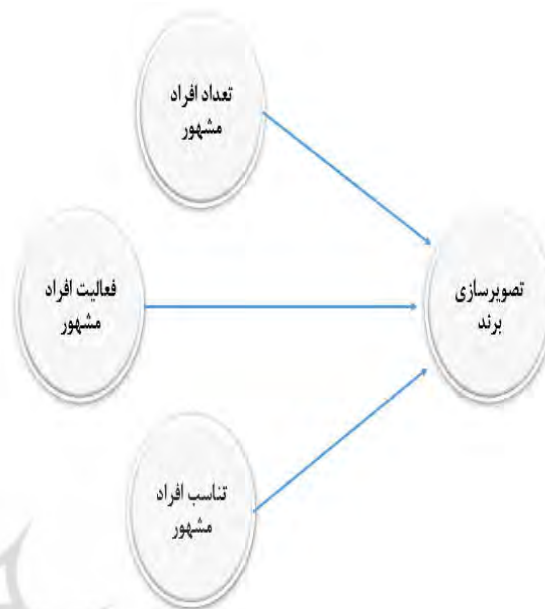 تعداد افراد
مشهور
فعالیت افراد
مشهور
تصویرسازی
برند
تناسب افراد
مشهور